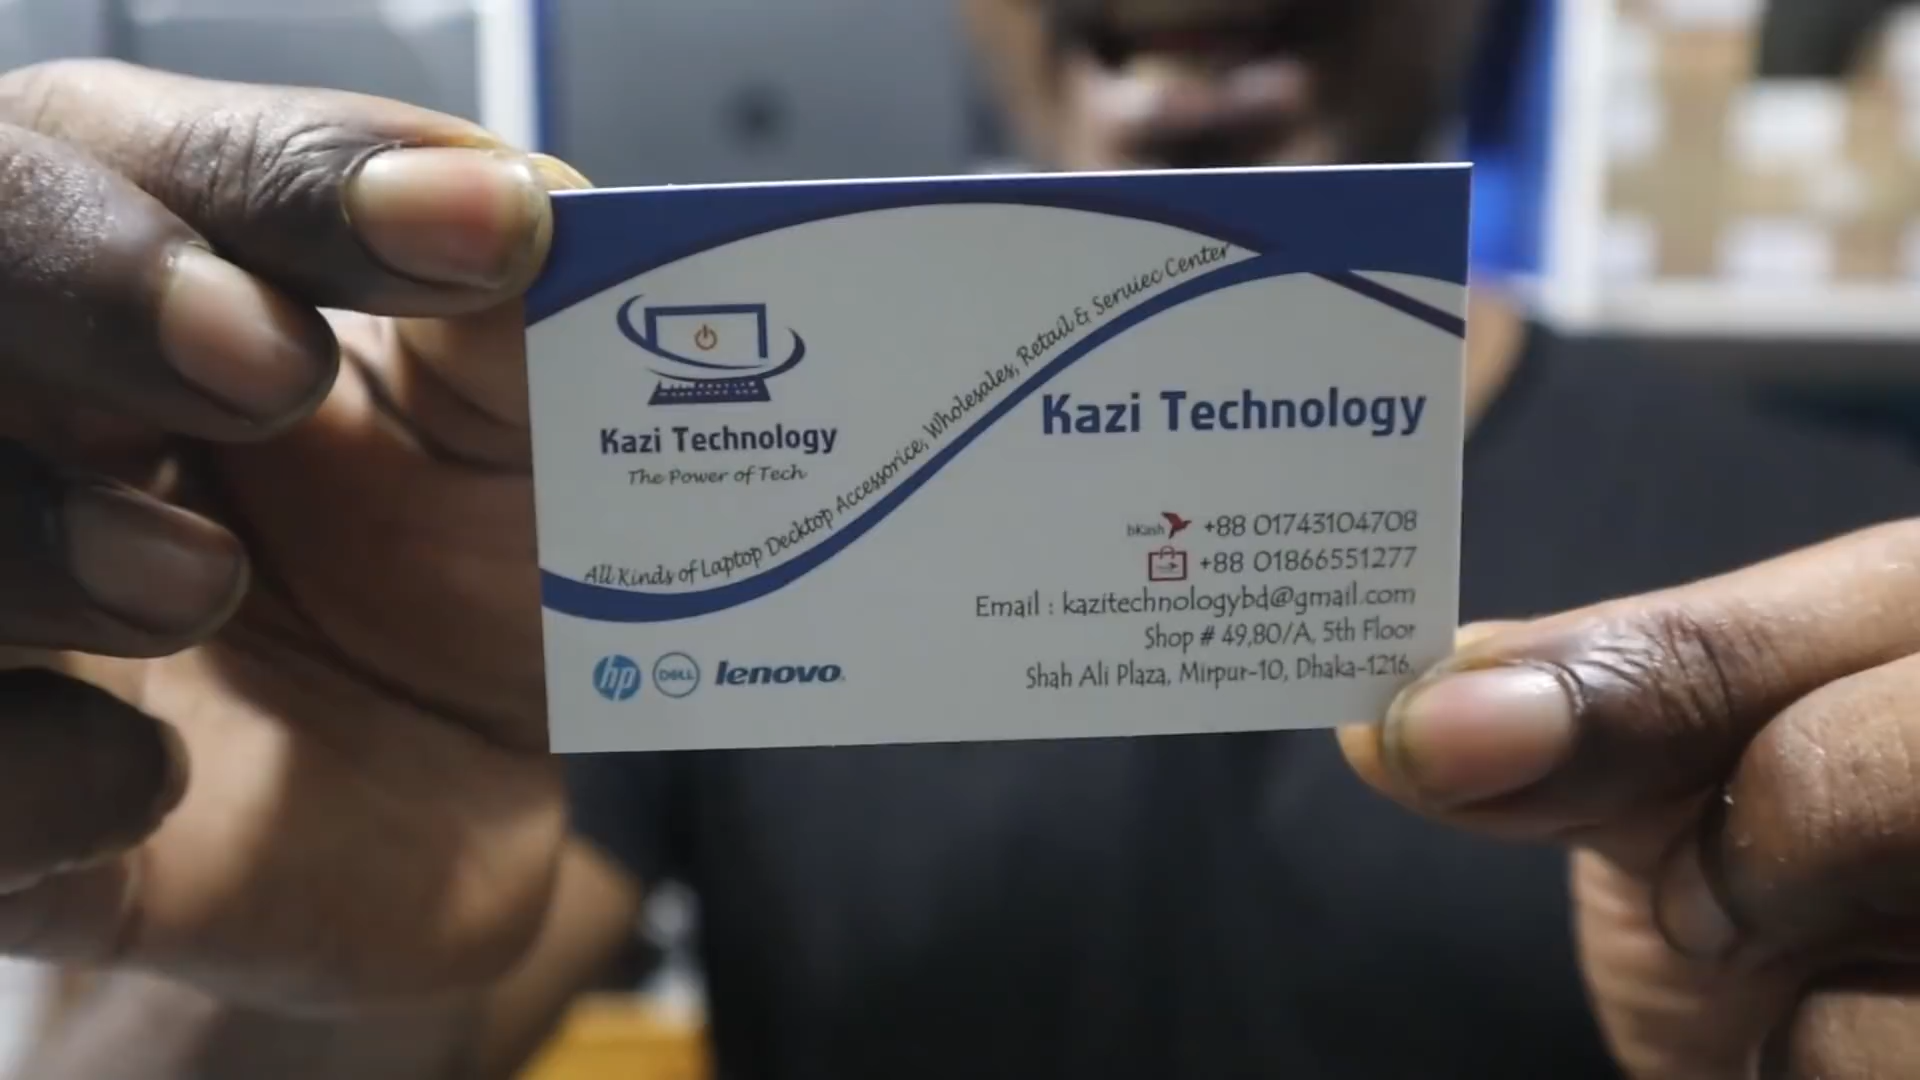 Kazi Technology
The Power of Tech
All Kinds of Laptop Decktop Accessorice, Wholesales, Retail & Serviec Center
hp DELL lenovo
Kazi Technology
bKash +88 01743104708
+88 01866551277
Email : kazitechnologybd@gmail.com
Shop # 49,80/A, 5th Floor
Shah Ali Plaza, Mirpur-10, Dhaka-1216.